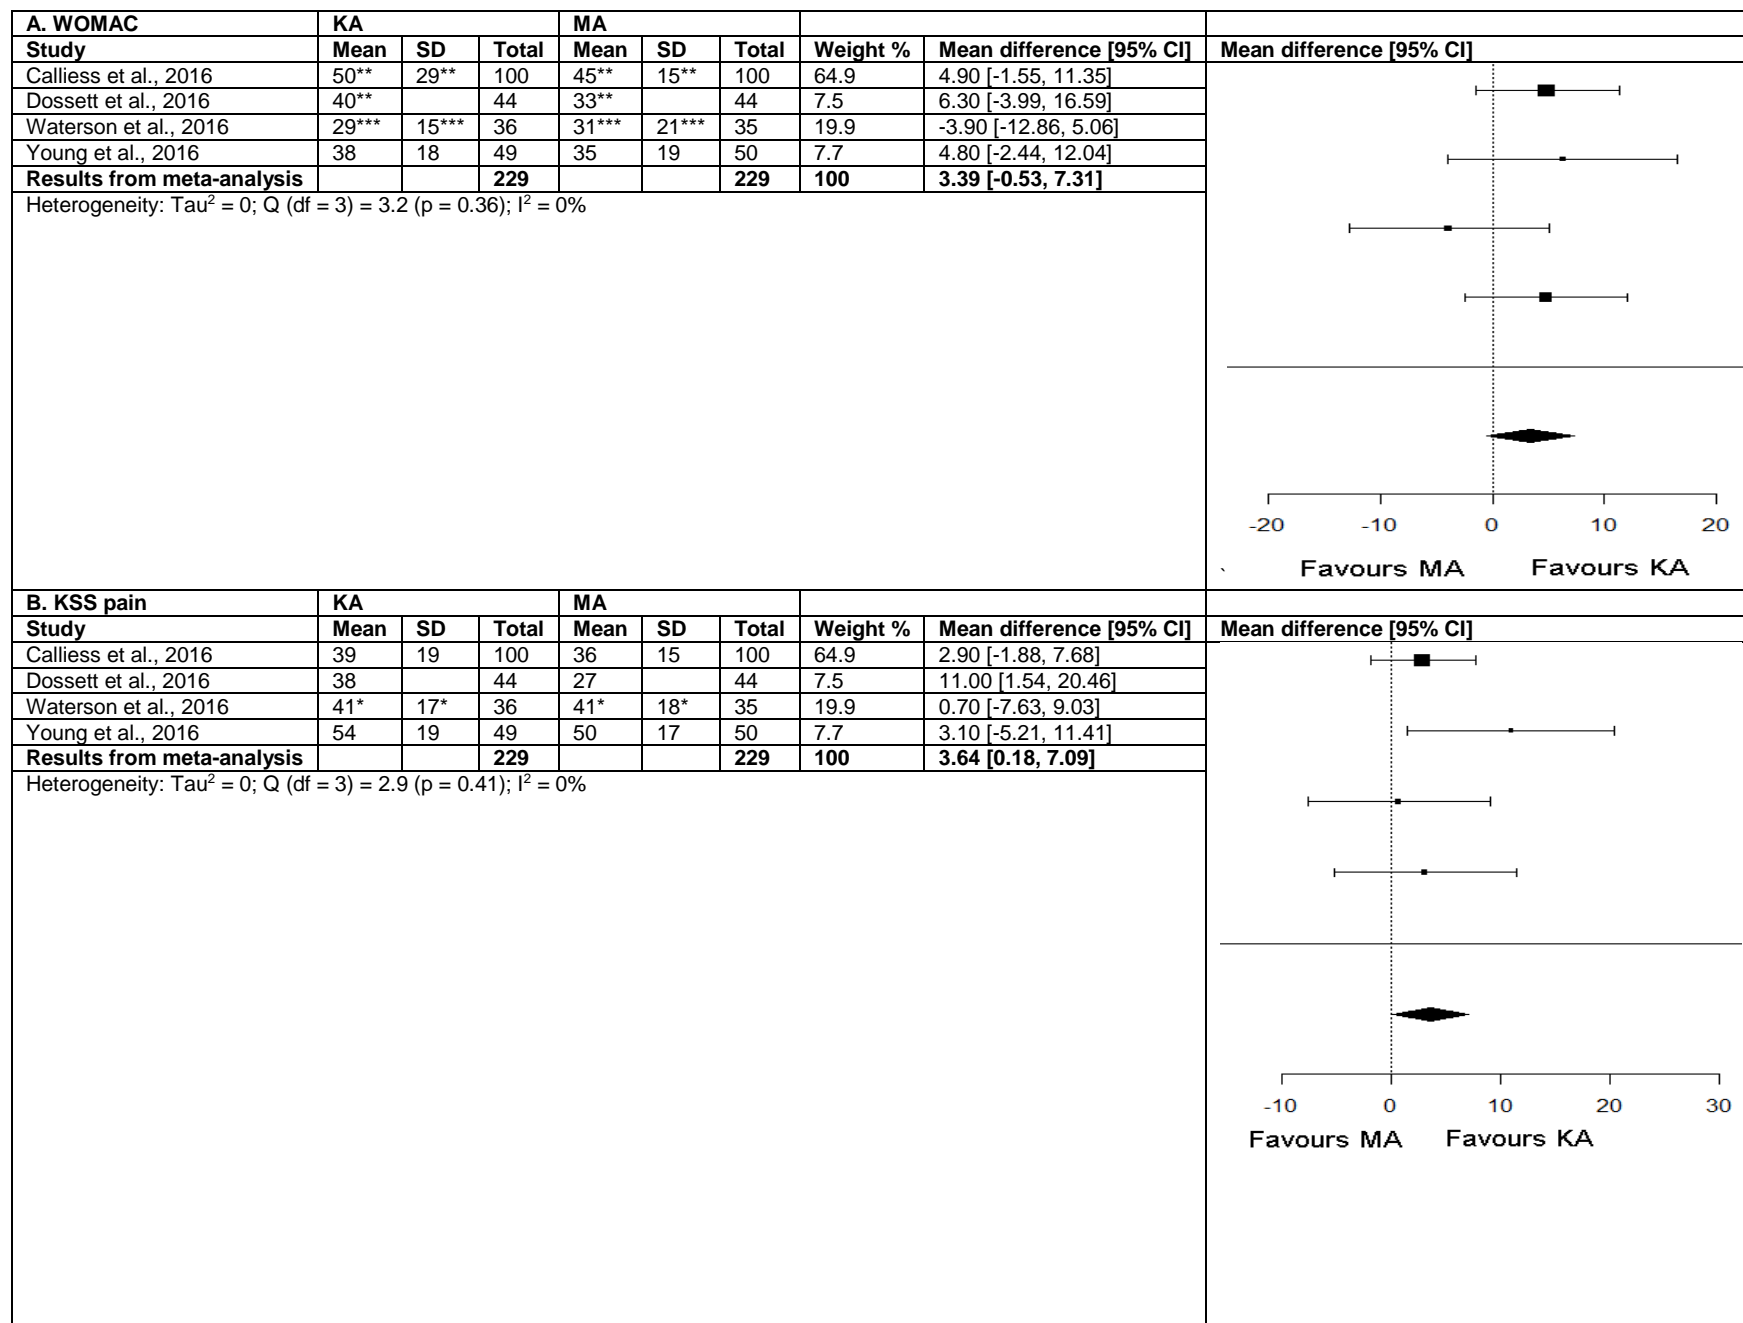 A. WOMAC KA MA
Study Mean SD Total Mean SD Total Weight % Mean difference [95% CI] Mean difference [95% CI]
Calliess et al., 2016 50** 29** 100 45** 15** 100 64.9 4.90 [-1.55, 11.35]
Dossett et al., 2016 40** 44 33** 44 7.5 6.30 [-3.99, 16.59]
Waterson et al., 2016 29*** 15*** 36 31*** 21*** 35 19.9 -3.90 [-12.86, 5.06]
Young et al., 2016 38 18 49 35 19 50 7.7 4.80 [-2.44, 12.04]
Results from meta-analysis 229 229 100 3.39 [-0.53, 7.31]
Heterogeneity: Tau² = 0; Q (df = 3) = 3.2 (p = 0.36); I² = 0%
-20 -10 0 10 20
` Favours MA Favours KA
B. KSS pain KA MA
Study Mean SD Total Mean SD Total Weight % Mean difference [95% CI] Mean difference [95% CI]
Calliess et al., 2016 39 19 100 36 15 100 64.9 2.90 [-1.88, 7.68]
Dossett et al., 2016 38 44 27 44 7.5 11.00 [1.54, 20.46]
Waterson et al., 2016 41* 17* 36 41* 18* 35 19.9 0.70 [-7.63, 9.03]
Young et al., 2016 54 19 49 50 17 50 7.7 3.10 [-5.21, 11.41]
Results from meta-analysis 229 229 100 3.64 [0.18, 7.09]
Heterogeneity: Tau² = 0; Q (df = 3) = 2.9 (p = 0.41); I² = 0%
-10 0 10 20 30
Favours MA Favours KA